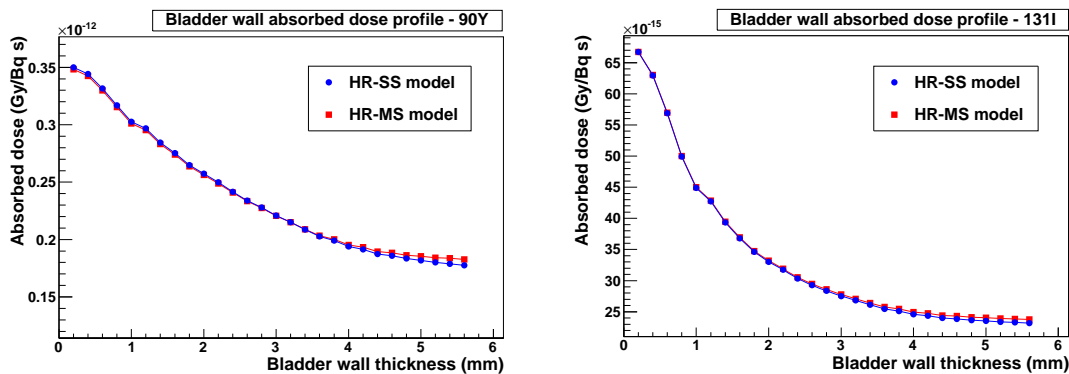 Bladder wall absorbed dose profile - 90Y
×10⁻¹²
Absorbed dose (Gy/Bq s)
0.35
0.3
0.25
0.2
0.15
HR-SS model
HR-MS model
0 1 2 3 4 5 6
Bladder wall thickness (mm)
Bladder wall absorbed dose profile - 131I
×10⁻¹⁵
Absorbed dose (Gy/Bq s)
65
60
55
50
45
40
35
30
25
HR-SS model
HR-MS model
0 1 2 3 4 5 6
Bladder wall thickness (mm)